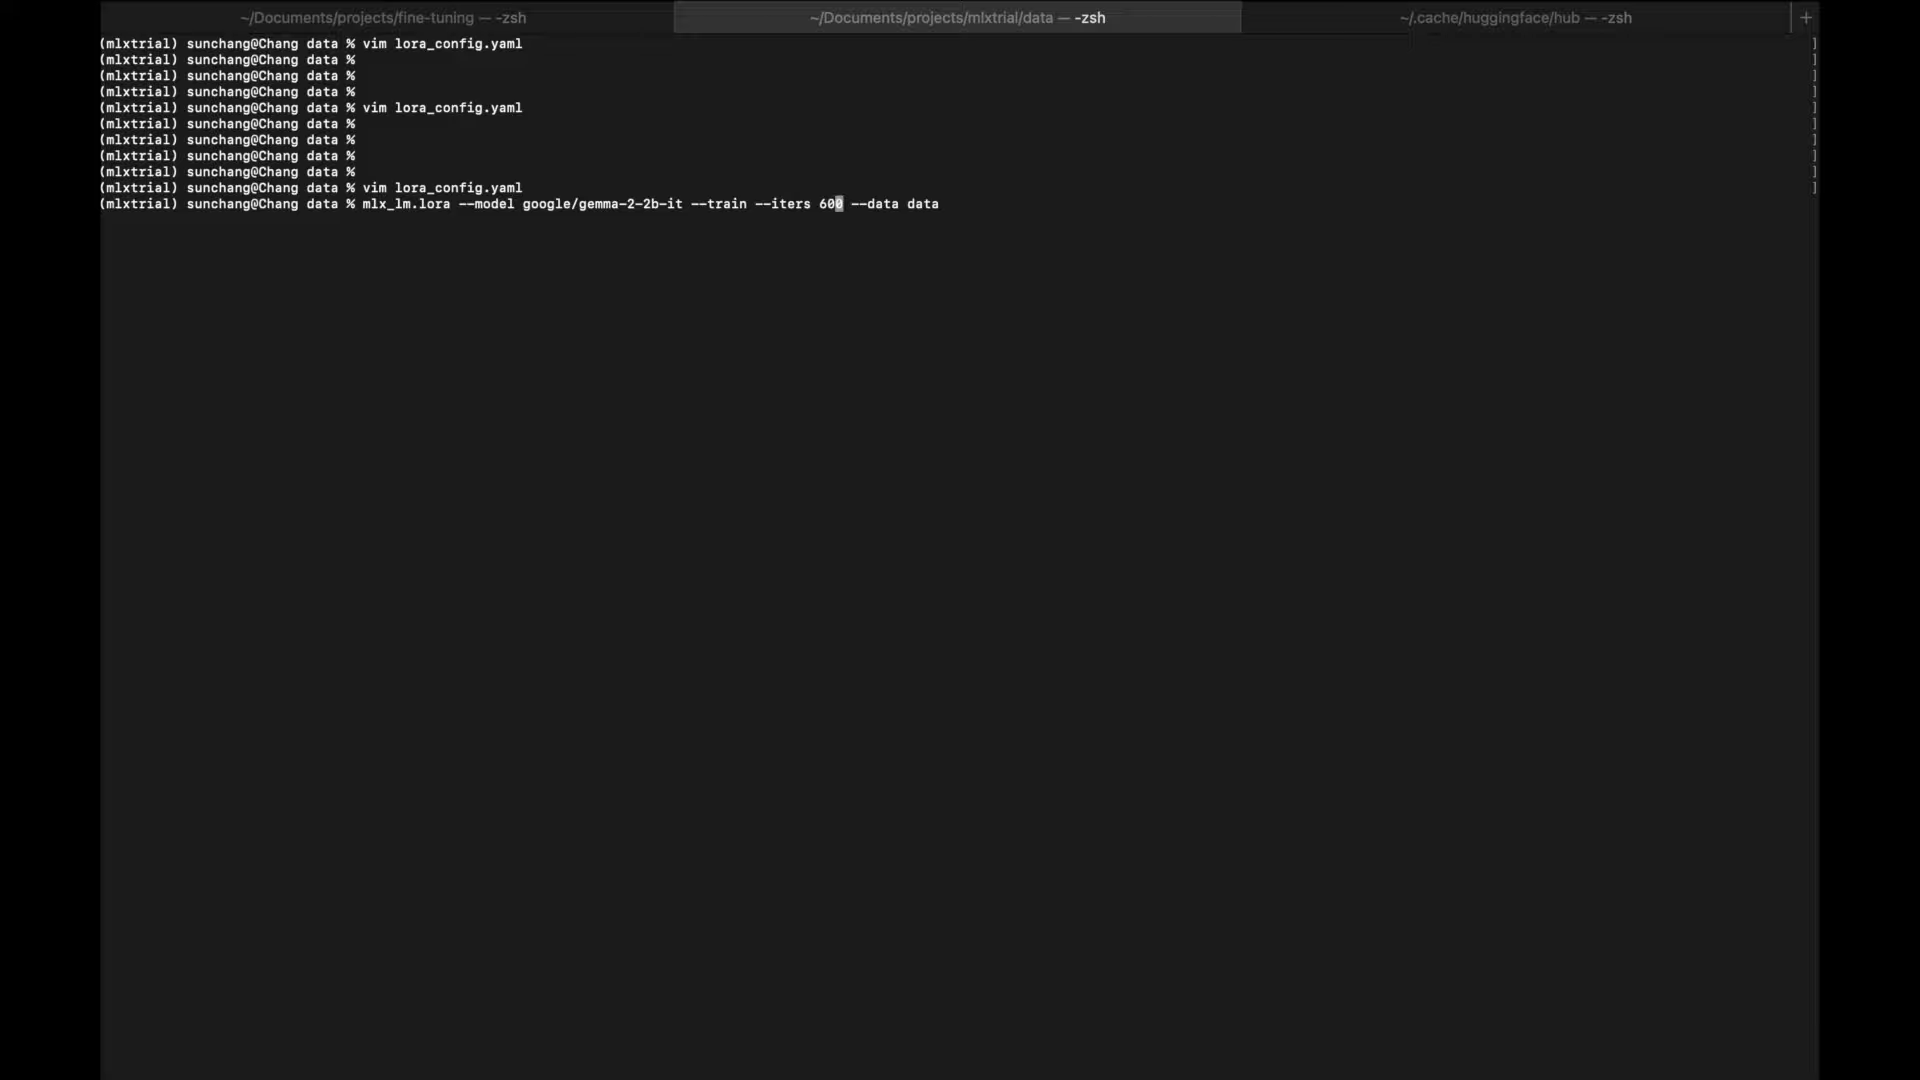 ~/Documents/projects/fine-tuning — -zsh
~/Documents/projects/mlxtrial/data — -zsh
~/.cache/huggingface/hub — -zsh
+
(mlxtrial) sunchang@Chang data % vim lora_config.yaml ]
(mlxtrial) sunchang@Chang data % ]
(mlxtrial) sunchang@Chang data % ]
(mlxtrial) sunchang@Chang data % ]
(mlxtrial) sunchang@Chang data % vim lora_config.yaml ]
(mlxtrial) sunchang@Chang data % ]
(mlxtrial) sunchang@Chang data % ]
(mlxtrial) sunchang@Chang data % ]
(mlxtrial) sunchang@Chang data % ]
(mlxtrial) sunchang@Chang data % vim lora_config.yaml ]
(mlxtrial) sunchang@Chang data % mlx_lm.lora --model google/gemma-2-2b-it --train --iters 600 --data data